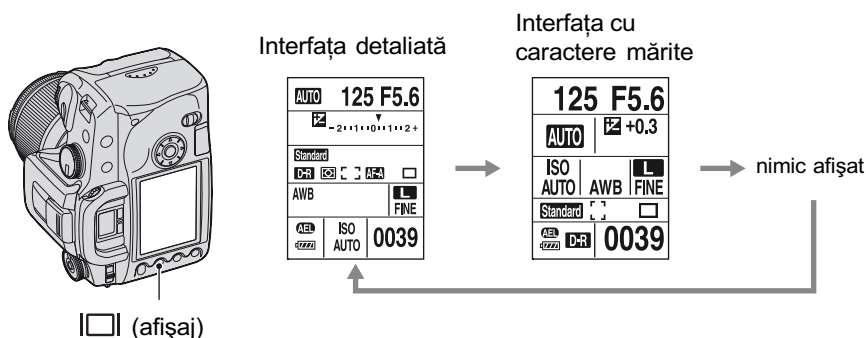 Interfața detaliată
Interfața cu
caractere mărite
AUTO 125 F5.6
-2··1··0··1··2+
Standard
D-R AF-A
AWB L
FINE
AEL ISO
AUTO 0039
125 F5.6
AUTO +0.3
ISO
AUTO AWB L
FINE
Standard
AEL D-R 0039
nimic afișat
(afișaj)